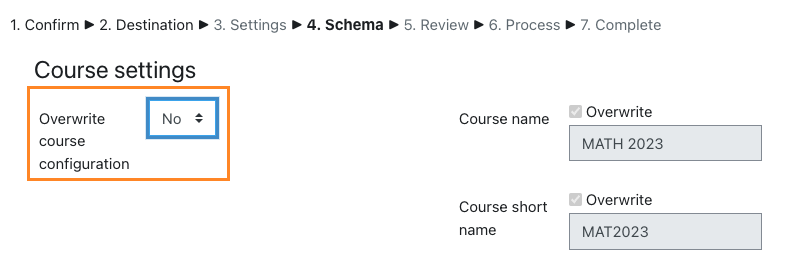 1. Confirm ► 2. Destination ► 3. Settings ► 4. Schema ► 5. Review ► 6. Process ► 7. Complete
Course settings
Overwrite
course
configuration
No
Course name
Overwrite
MATH 2023
Course short
name
Overwrite
MAT2023